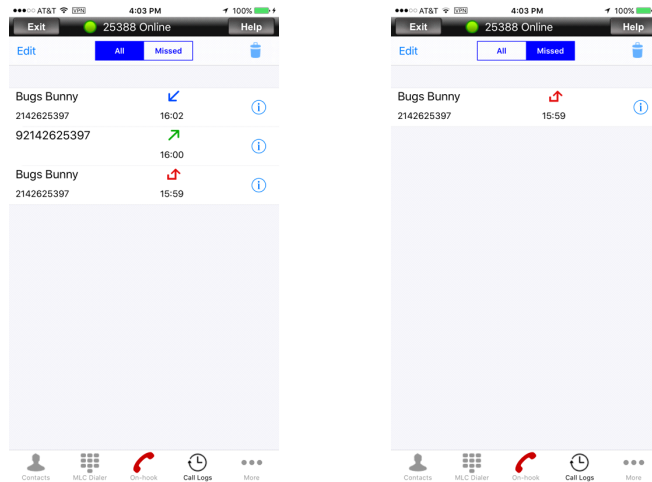 AT&T VPN 4:03 PM 100%
Exit 25388 Online Help
Edit All Missed
Bugs Bunny
2142625397 16:02
92142625397
16:00
Bugs Bunny
2142625397 15:59
Contacts MLC Dialer On-hook Call Logs More
AT&T VPN 4:03 PM 100%
Exit 25388 Online Help
Edit All Missed
Bugs Bunny
2142625397 15:59
Contacts MLC Dialer On-hook Call Logs More